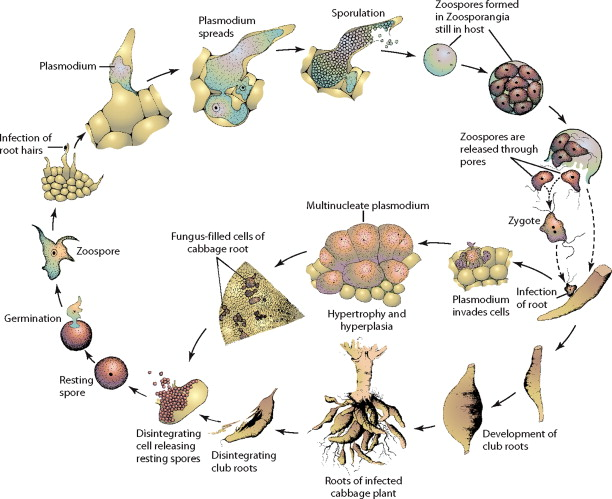 Plasmodium
Plasmodium
spreads
Sporulation
Zoospores formed
in Zoosporangia
still in host
Zoospores are
released through
pores
Zygote
Infection
of root
Plasmodium
invades cells
Multinucleate plasmodium
Hypertrothy and
hyperplasia
Fungus-filled cells of
cabbage root
Development of
club roots
Roots of infected
cabbage plant
Disintegrating
club roots
Disintegrating
cell releasing
resting spores
Resting
spore
Germination
Zoospore
Infection of
root hairs